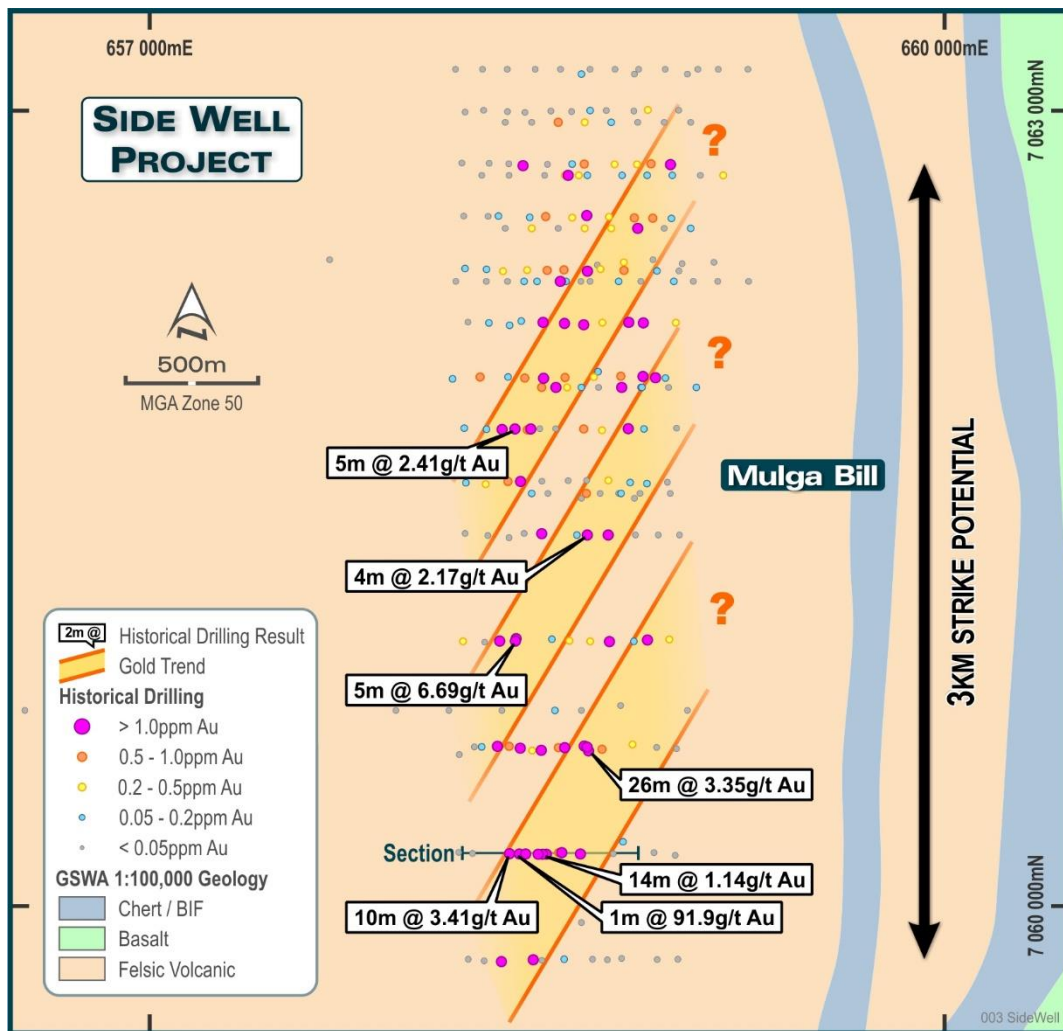 657 000mE
660 000mE
SIDE WELL
PROJECT
7 063 000mN
?
N
500m
MGA Zone 50
?
5m @ 2.41g/t Au
Mulga Bill
3KM STRIKE POTENTIAL
4m @ 2.17g/t Au
?
5m @ 6.69g/t Au
26m @ 3.35g/t Au
Section
14m @ 1.14g/t Au
10m @ 3.41g/t Au
1m @ 91.9g/t Au
7 060 000mN
2m @
Historical Drilling Result
Gold Trend
Historical Drilling
> 1.0ppm Au
0.5 - 1.0ppm Au
0.2 - 0.5ppm Au
0.05 - 0.2ppm Au
< 0.05ppm Au
GSWA 1:100,000 Geology
Chert / BIF
Basalt
Felsic Volcanic
003 SideWell